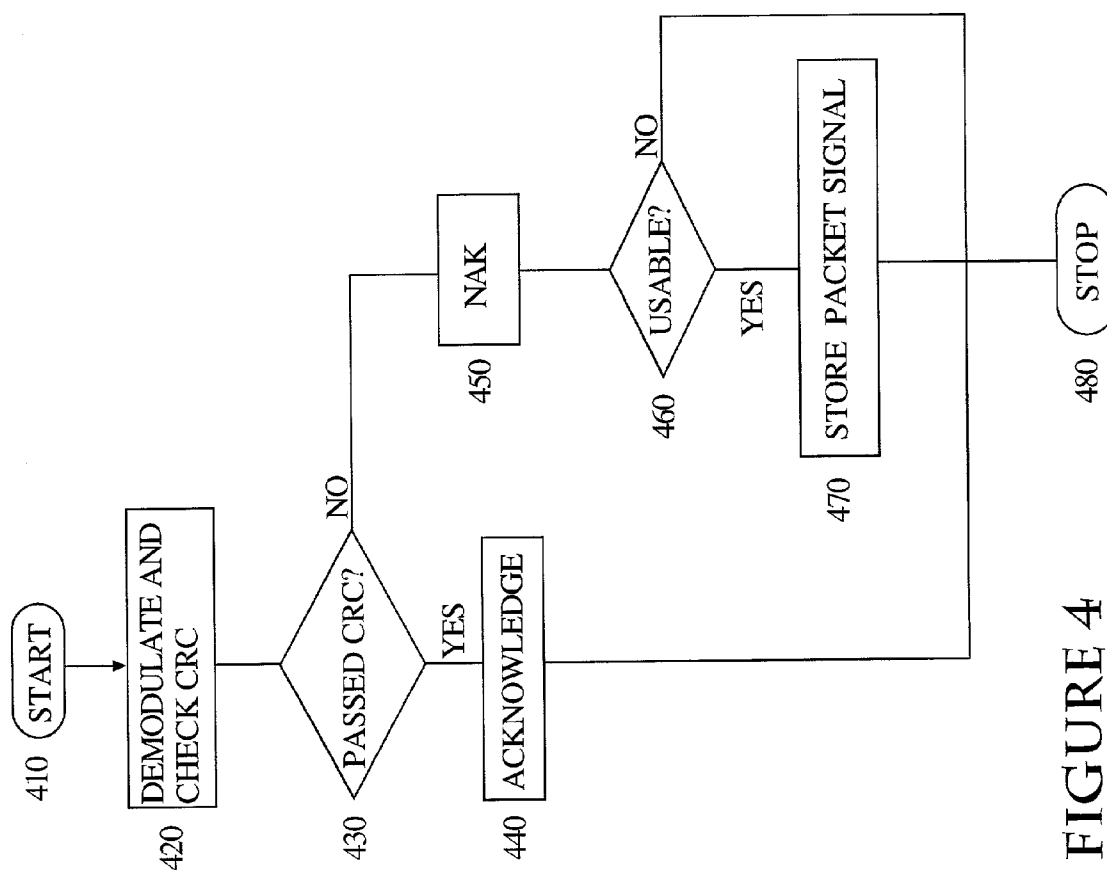 410 START
420 DEMODULATE AND
CHECK CRC
430 PASSED CRC?
NO
YES
440 ACKNOWLEDGE
450 NAK
460 USABLE?
NO
YES
470 STORE PACKET SIGNAL
480 STOP
FIGURE 4